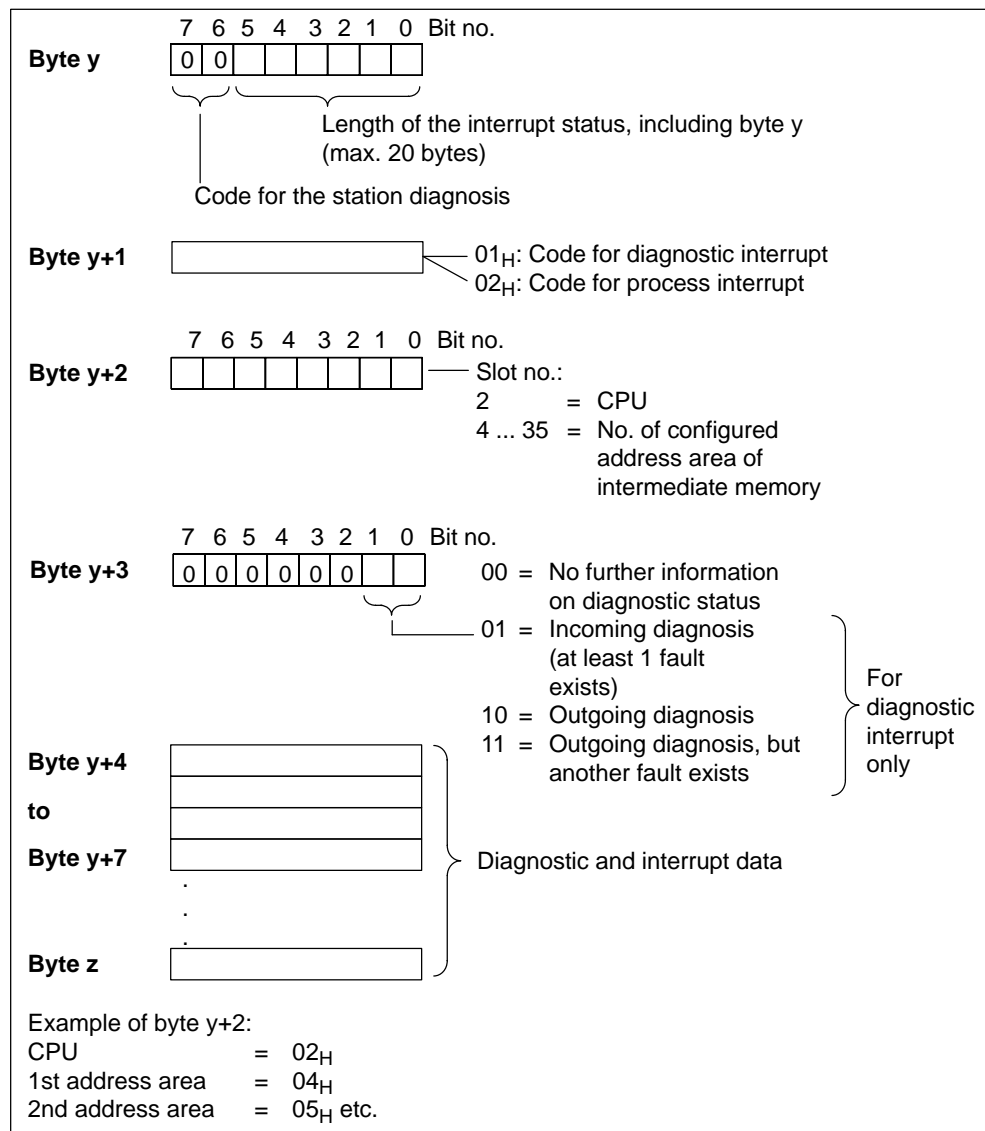 7 6 5 4 3 2 1 0 Bit no.
Byte y 0 0
Length of the interrupt status, including byte y
(max. 20 bytes)
Code for the station diagnosis
Byte y+1 01H: Code for diagnostic interrupt
02H: Code for process interrupt
7 6 5 4 3 2 1 0 Bit no.
Byte y+2 Slot no.:
2 = CPU
4 ... 35 = No. of configured
address area of
intermediate memory
7 6 5 4 3 2 1 0 Bit no.
Byte y+3 0 0 0 0 0 0 00 = No further information
on diagnostic status
01 = Incoming diagnosis
(at least 1 fault
exists)
10 = Outgoing diagnosis
11 = Outgoing diagnosis, but
another fault exists
For
diagnostic
interrupt
only
Byte y+4
to
Byte y+7
Diagnostic and interrupt data
.
.
.
Byte z
Example of byte y+2:
CPU = 02H
1st address area = 04H
2nd address area = 05H etc.